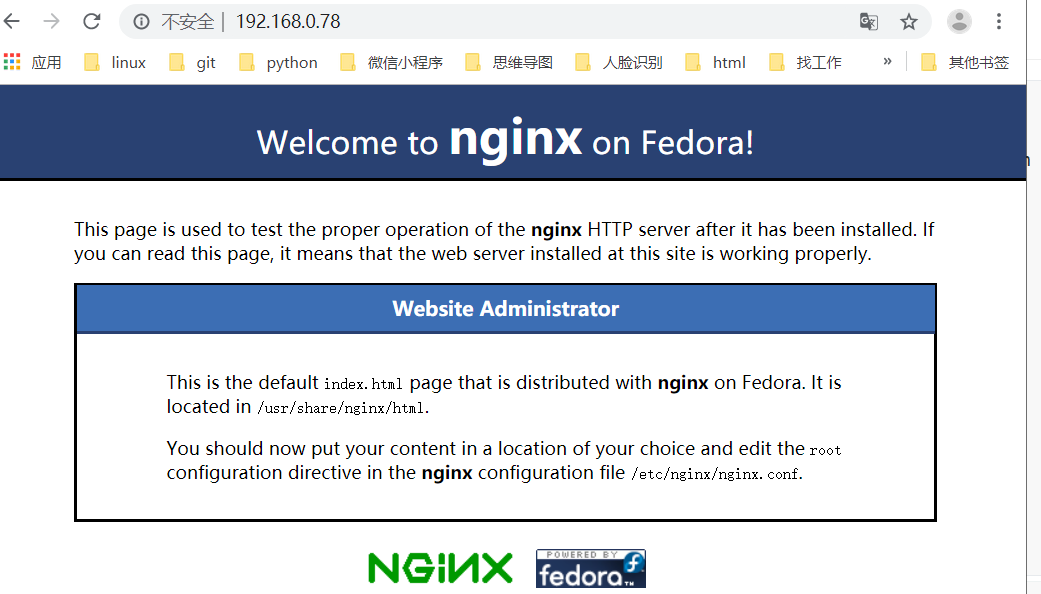 不安全 | 192.168.0.78
应用 linux git python 微信小程序 思维导图 人脸识别 html 找工作 » 其他书签
Welcome to nginx on Fedora!
This page is used to test the proper operation of the nginx HTTP server after it has been installed. If
you can read this page, it means that the web server installed at this site is working properly.
Website Administrator
This is the default index.html page that is distributed with nginx on Fedora. It is
located in /usr/share/nginx/html.
You should now put your content in a location of your choice and edit the root
configuration directive in the nginx configuration file /etc/nginx/nginx.conf.
NGINX
POWERED BY
fedora™